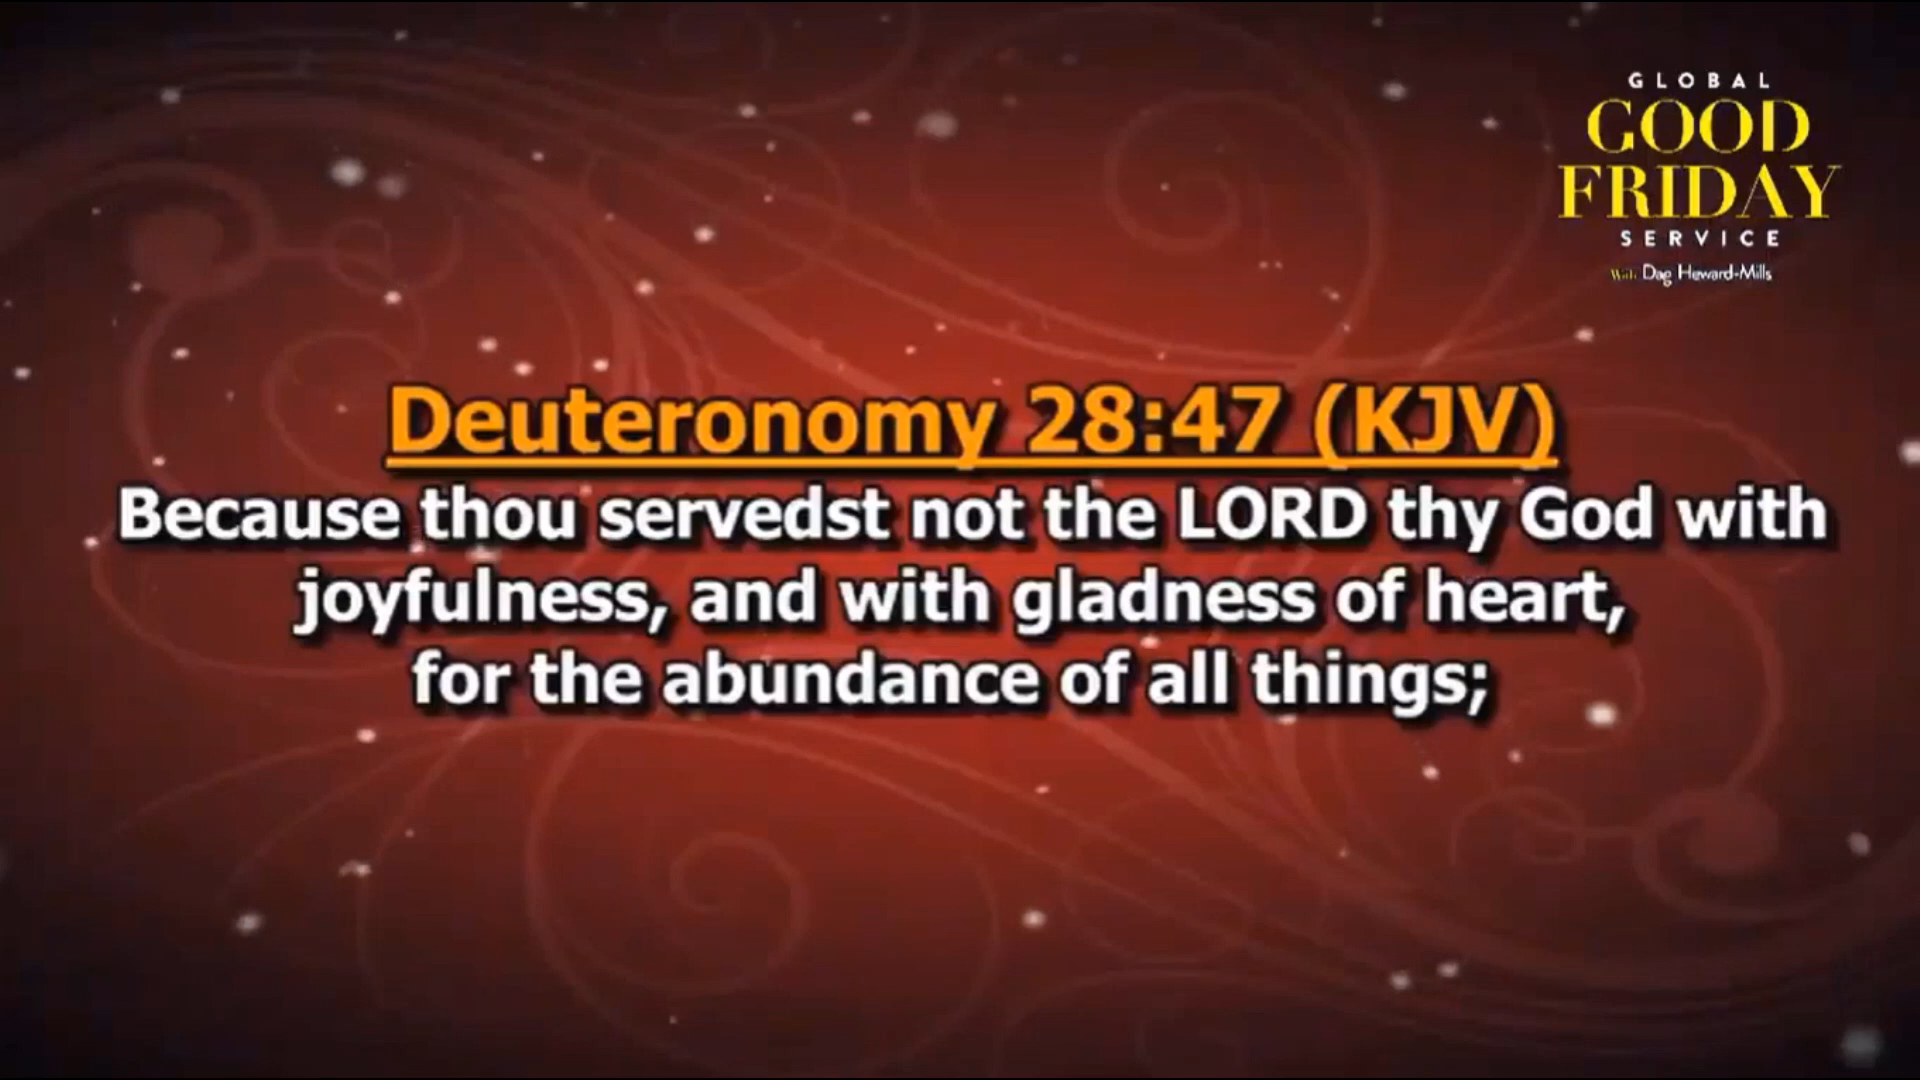 GLOBAL
GOOD
FRIDAY
SERVICE
With Dag Heward-Mills
Deuteronomy 28:47 (KJV)
Because thou servedst not the LORD thy God with
joyfulness, and with gladness of heart,
for the abundance of all things;